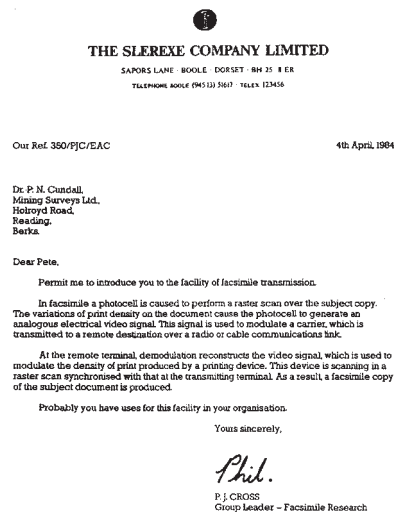 THE SLEREXE COMPANY LIMITED
SAPORS LANE · BOOLE · DORSET · BH 25 8 ER
TELEPHONE BOOLE (945 13) 51617 · TELEX 123456
Our Ref. 350/PJC/EAC
4th April, 1984
Dr. P. N. Cundall,
Mining Surveys Ltd.,
Holroyd Road,
Reading,
Berks.
Dear Pete,
Permit me to introduce you to the facility of facsimile transmission.
In facsimile a photocell is caused to perform a raster scan over the subject copy.
The variations of print density on the document cause the photocell to generate an
analogous electrical video signal. This signal is used to modulate a carrier, which is
transmitted to a remote destination over a radio or cable communications link.
At the remote terminal, demodulation reconstructs the video signal, which is used to
modulate the density of print produced by a printing device. This device is scanning in a
raster scan synchronised with that at the transmitting terminal. As a result, a facsimile copy
of the subject document is produced.
Probably you have uses for this facility in your organisation.
Yours sincerely,
Phil.
P. J. CROSS
Group Leader – Facsimile Research